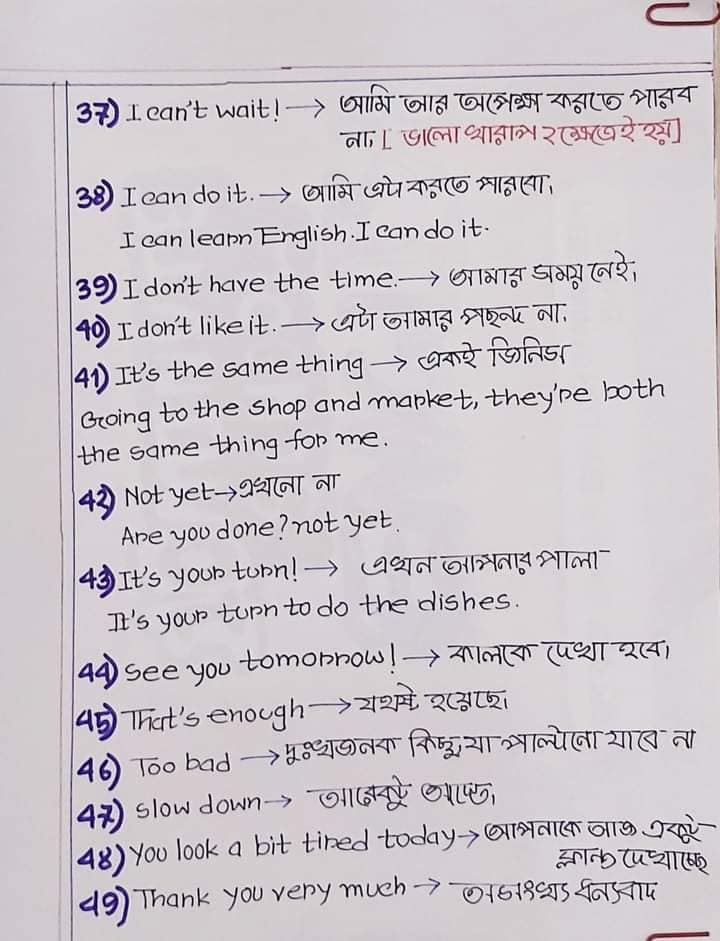 37) I can't wait! → আমি আর অপেক্ষা করতে পারব
না। [ ভালো খারাপ ২ ক্ষেত্রেই হয়]
38) I can do it. → আমি এটা করতে পারবো।
I can learn English. I can do it.
39) I don't have the time. → আমার সময় নেই।
40) I don't like it. → এটা আমার পছন্দ না।
41) It's the same thing → একই জিনিস
Going to the shop and market, they're both
the same thing for me.
42) Not yet → এখনো না
Are you done? not yet.
43) It's your turn! → এখন আপনার পালা
It's your turn to do the dishes.
44) See you tomorrow! → কালকে দেখা হবে।
45) That's enough → যথেষ্ট হয়েছে।
46) Too bad → দুঃখজনক কিছু যা পাল্টানো যাবে না
47) slow down → আরেকটু আস্তে।
48) You look a bit tired today → আপনাকে আজ একটু
ক্লান্ত দেখাচ্ছে
49) Thank you very much → অসংখ্য ধন্যবাদ